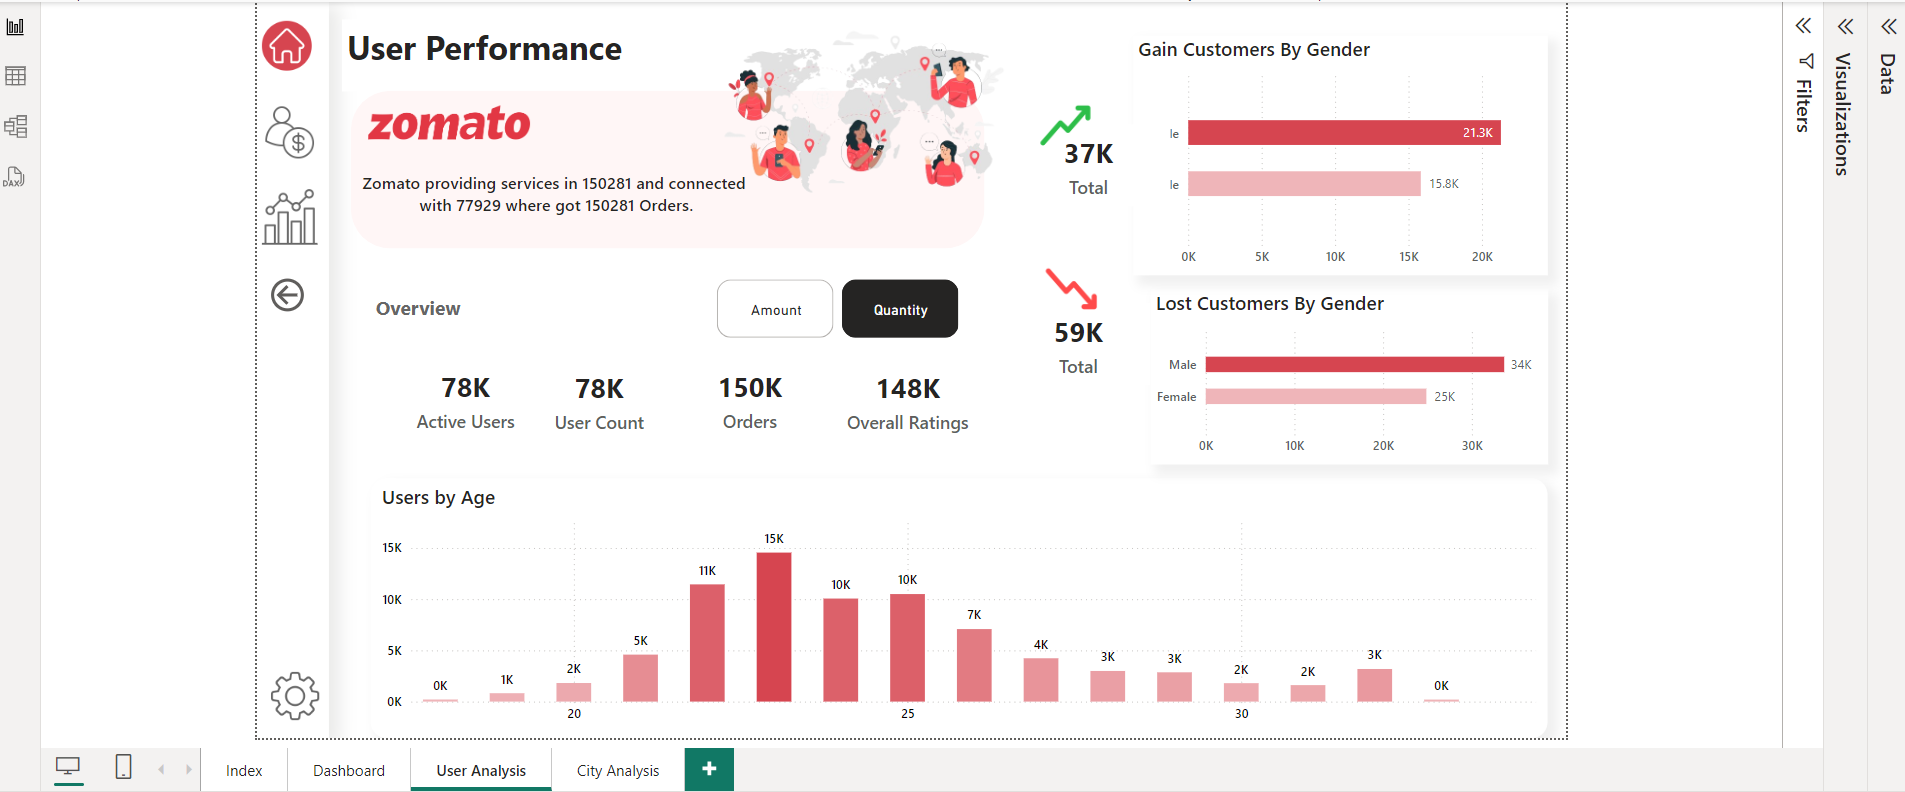 User Performance
zomato
Zomato providing services in 150281 and connected
with 77929 where got 150281 Orders.
37K
Total
59K
Total
Gain Customers By Gender
le
21.3K
le
15.8K
0K 5K 10K 15K 20K
Lost Customers By Gender
Male
34K
Female
25K
0K 10K 20K 30K
Overview
Amount
Quantity
78K
Active Users
78K
User Count
150K
Orders
148K
Overall Ratings
Users by Age
15K
10K
5K
0K
0K 1K 2K 5K 11K 15K 10K 10K 7K 4K 3K 3K 2K 2K 3K 0K
20 25 30
Filters
Visualizations
Data
DAX
Index
Dashboard
User Analysis
City Analysis